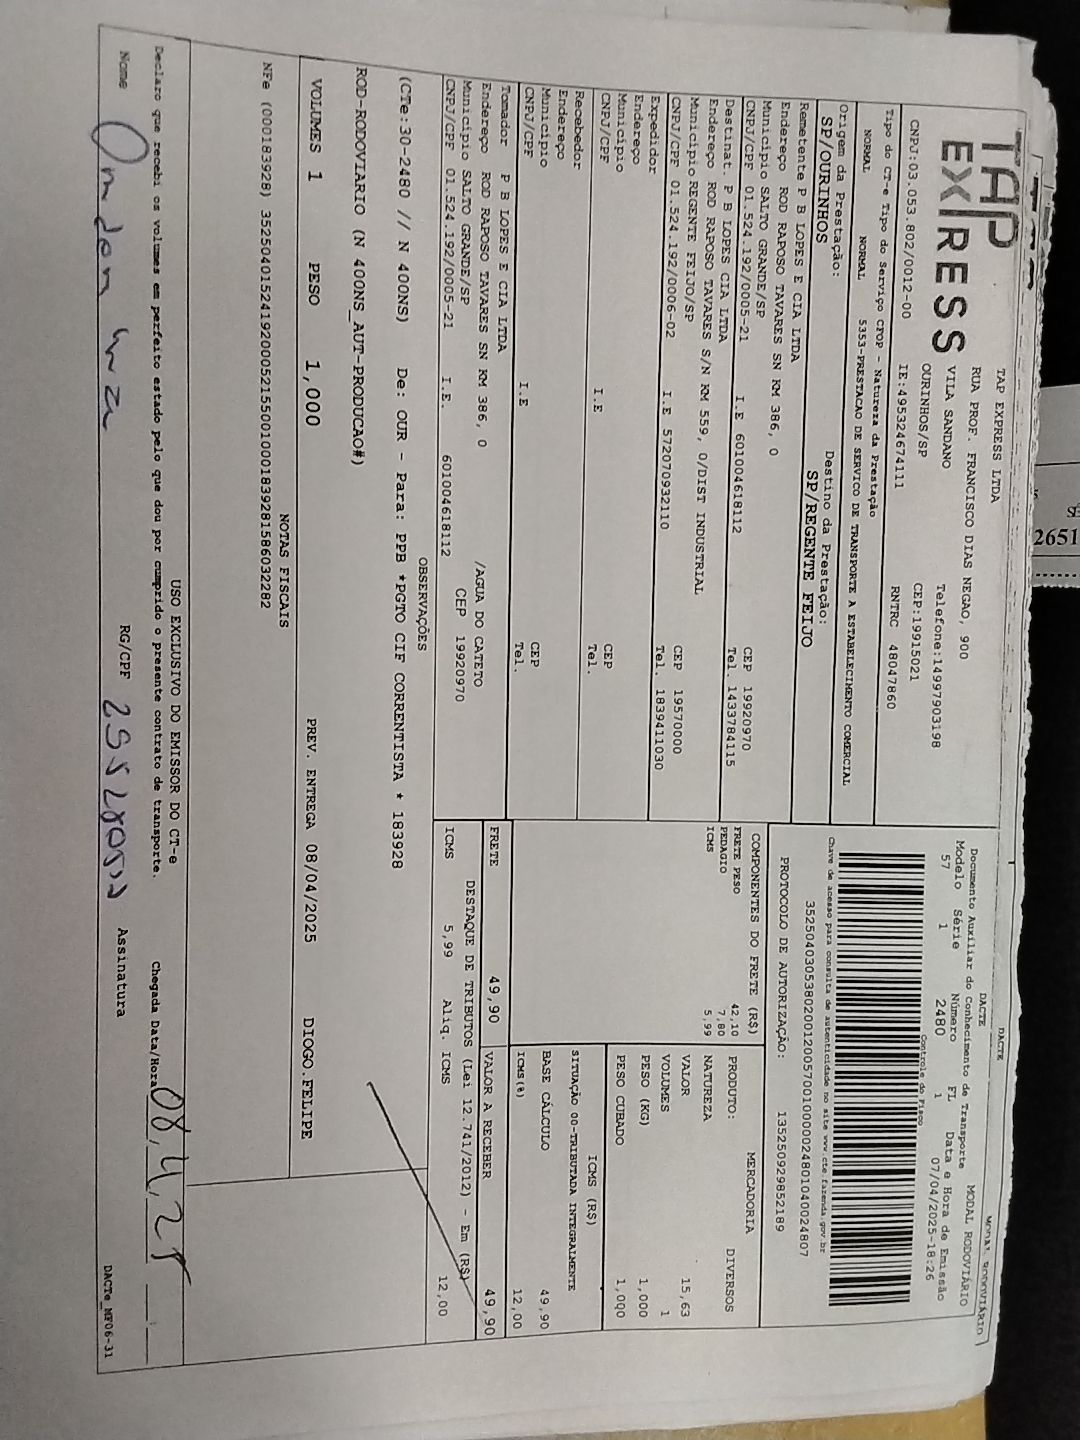 TAP
EXPRESS
TAP EXPRESS LTDA
RUA PROF. FRANCISCO DIAS NEGAO, 900
VILA SANDANO
OURINHOS/SP
Telefone:14997903198
CEP:19915021
CNPJ:03.053.802/0012-00 IE:495324674111 RNTRC 48047860
DACTE
DACTE
MODAL RODOVIÁRIO
Documento Auxiliar do Conhecimento de Transporte MODAL RODOVIÁRIO
Modelo Série Número FL Data e Hora de Emissão
57 1 2480 1 07/04/2025-18:26
Controle do Fisco
Chave de acesso para consulta de autenticidade no site www.cte.fazenda.gov.br
35250403053802001200570010000024801040024807
PROTOCOLO DE AUTORIZAÇÃO: 135250929852189
Tipo do CT-e Tipo do Serviço CFOP - Natureza da Prestação
NORMAL NORMAL 5353-PRESTACAO DE SERVICO DE TRANSPORTE A ESTABELECIMENTO COMERCIAL
Origem da Prestação: Destino da Prestação:
SP/OURINHOS SP/REGENTE FEIJO
Remetente P B LOPES E CIA LTDA
Endereço ROD RAPOSO TAVARES SN KM 386, 0
Município SALTO GRANDE/SP CEP 19920970
CNPJ/CPF 01.524.192/0005-21 I.E 601004618112 Tel. 1433784115
Destinat. P B LOPES CIA LTDA
Endereço ROD RAPOSO TAVARES S/N KM 559, 0/DIST INDUSTRIAL
Município REGENTE FEIJO/SP CEP 19570000
CNPJ/CPF 01.524.192/0006-02 I.E 572070932110 Tel. 1839411030
Expedidor
Endereço
Município CEP
CNPJ/CPF I.E Tel.
Recebedor
Endereço
Município CEP
CNPJ/CPF I.E Tel.
Tomador P B LOPES E CIA LTDA
Endereço ROD RAPOSO TAVARES SN KM 386, 0 /AGUA DO CATETO
Município SALTO GRANDE/SP CEP 19920970
CNPJ/CPF 01.524.192/0005-21 I.E. 601004618112
COMPONENTES DO FRETE (R$)
FRETE PESO 42,10
PEDAGIO 7,80
ICMS 5,99
MERCADORIA
PRODUTO: DIVERSOS
NATUREZA
VALOR 15,63
VOLUMES 1
PESO (KG) 1,000
PESO CUBADO 1,000
ICMS (R$)
SITUAÇÃO 00-TRIBUTADA INTEGRALMENTE
BASE CÁLCULO 49,90
ICMS(%) 12,00
FRETE 49,90 VALOR A RECEBER 49,90
DESTAQUE DE TRIBUTOS (Lei 12.741/2012) - Em (R$)
ICMS 5,99 Aliq. ICMS 12,00
OBSERVAÇÕES
(CTe:30-2480 // N 400NS) De: OUR - Para: PPB *PGTO CIF CORRENTISTA * 183928
ROD-RODOVIARIO (N 400NS_AUT-PRODUCAO#)
VOLUMES 1 PESO 1,000 PREV. ENTREGA 08/04/2025 DIOGO.FELIPE
NOTAS FISCAIS
NFe (000183928) 35250401524192000521550010001839281586032282
USO EXCLUSIVO DO EMISSOR DO CT-e
Declaro que recebi os volumes em perfeito estado pelo que dou por cumprido o presente contrato de transporte. Chegada Data/Hora 08/4/25
Nome RG/CPF Assinatura
DACTe_MF06-31
2651